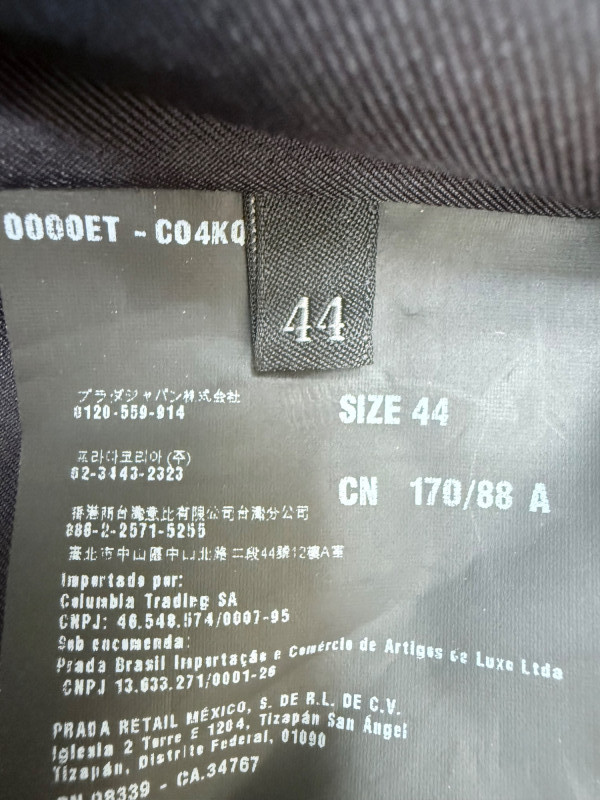 0000ET - C04KQ
44
プラダジャパン株式会社
0120-559-914
프라다코리아(주)
02-3443-2323
SIZE 44
CN 170/88 A
香港商台灣意比有限公司台灣分公司
886-2-2571-5255
臺北市中山區中山北路二段44號12樓A室
Importado por:
Columbia Trading SA
CNPJ: 46.548.574/0007-95
Sob encomenda:
Prada Brasil Importação e Comércio de Artigos de Luxo Ltda
CNPJ 13.633.271/0001-26
PRADA RETAIL MÉXICO, S. DE R.L. DE C.V.
Iglesia 2 Torre E 1204, Tizapán San Ángel
Tizapán, Distrito Federal, 01090
RN 98339 - CA.34767